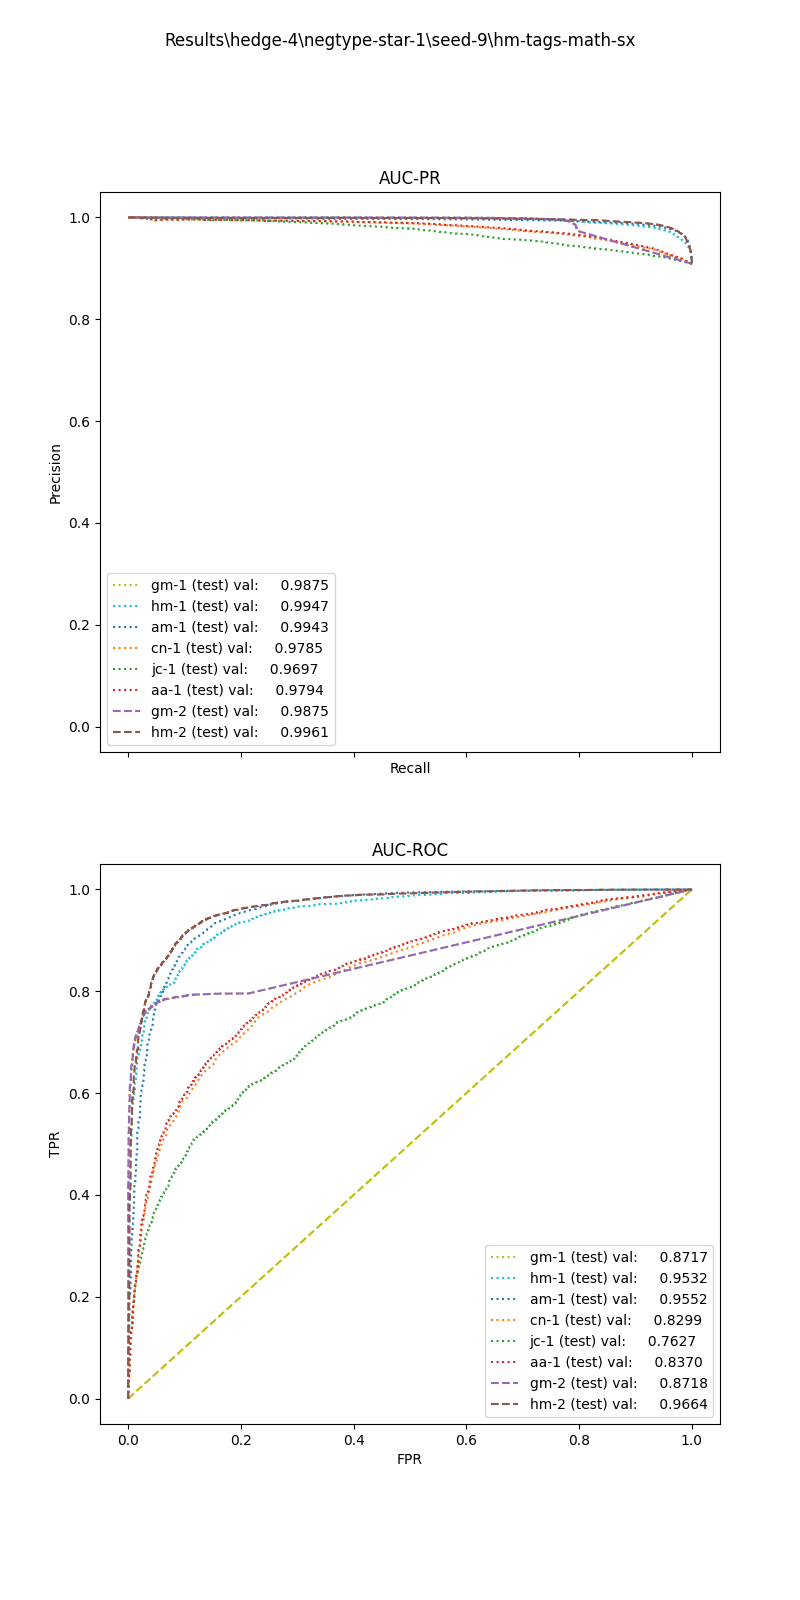 Results\hedge-4\negtype-star-1\seed-9\hm-tags-math-sx
AUC-PR
1.0
0.8
0.6
0.4
0.2
0.0
Precision
gm-1 (test) val: 0.9875
hm-1 (test) val: 0.9947
am-1 (test) val: 0.9943
cn-1 (test) val: 0.9785
jc-1 (test) val: 0.9697
aa-1 (test) val: 0.9794
gm-2 (test) val: 0.9875
hm-2 (test) val: 0.9961
Recall
AUC-ROC
1.0
0.8
0.6
0.4
0.2
0.0
TPR
gm-1 (test) val: 0.8717
hm-1 (test) val: 0.9532
am-1 (test) val: 0.9552
cn-1 (test) val: 0.8299
jc-1 (test) val: 0.7627
aa-1 (test) val: 0.8370
gm-2 (test) val: 0.8718
hm-2 (test) val: 0.9664
0.0 0.2 0.4 0.6 0.8 1.0
FPR